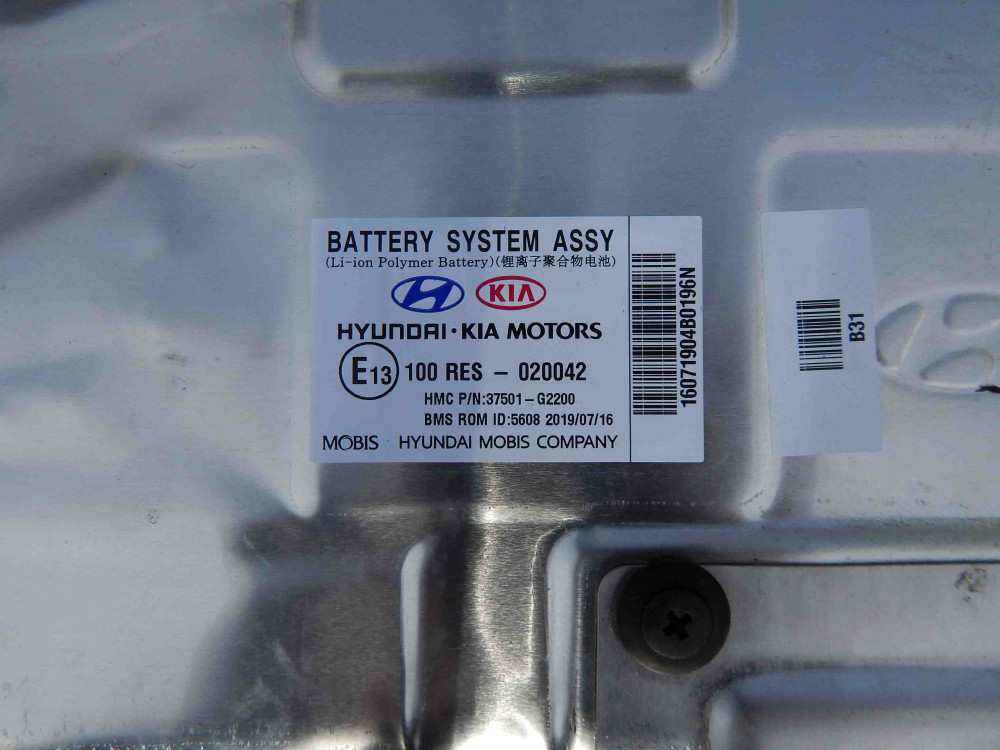 BATTERY SYSTEM ASSY
(Li-ion Polymer Battery)(锂离子聚合物电池)
KIA
HYUNDAI·KIA MOTORS
E13 100 RES - 020042
HMC P/N:37501-G2200
BMS ROM ID:5608 2019/07/16
MOBIS HYUNDAI MOBIS COMPANY
16071904B0196N
B31